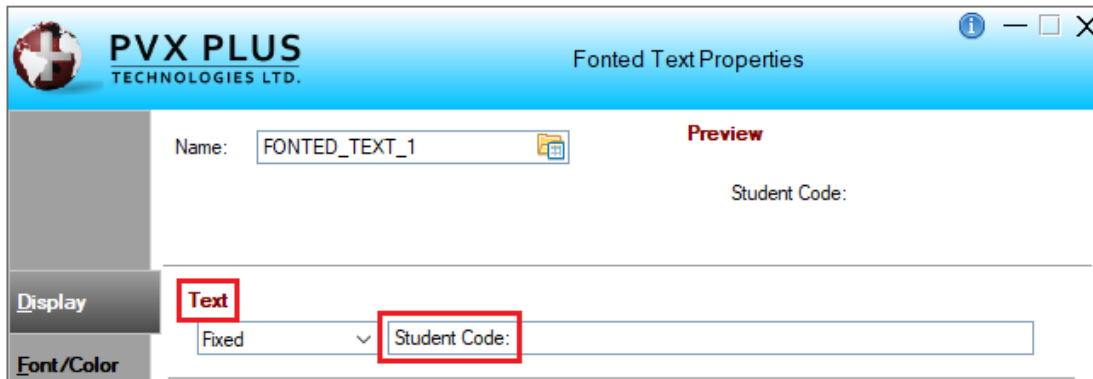 PVX PLUS
TECHNOLOGIES LTD.
Fonted Text Properties
Name: FONTED_TEXT_1
Preview
Student Code:
Display
Text
Fixed Student Code:
Font/Color